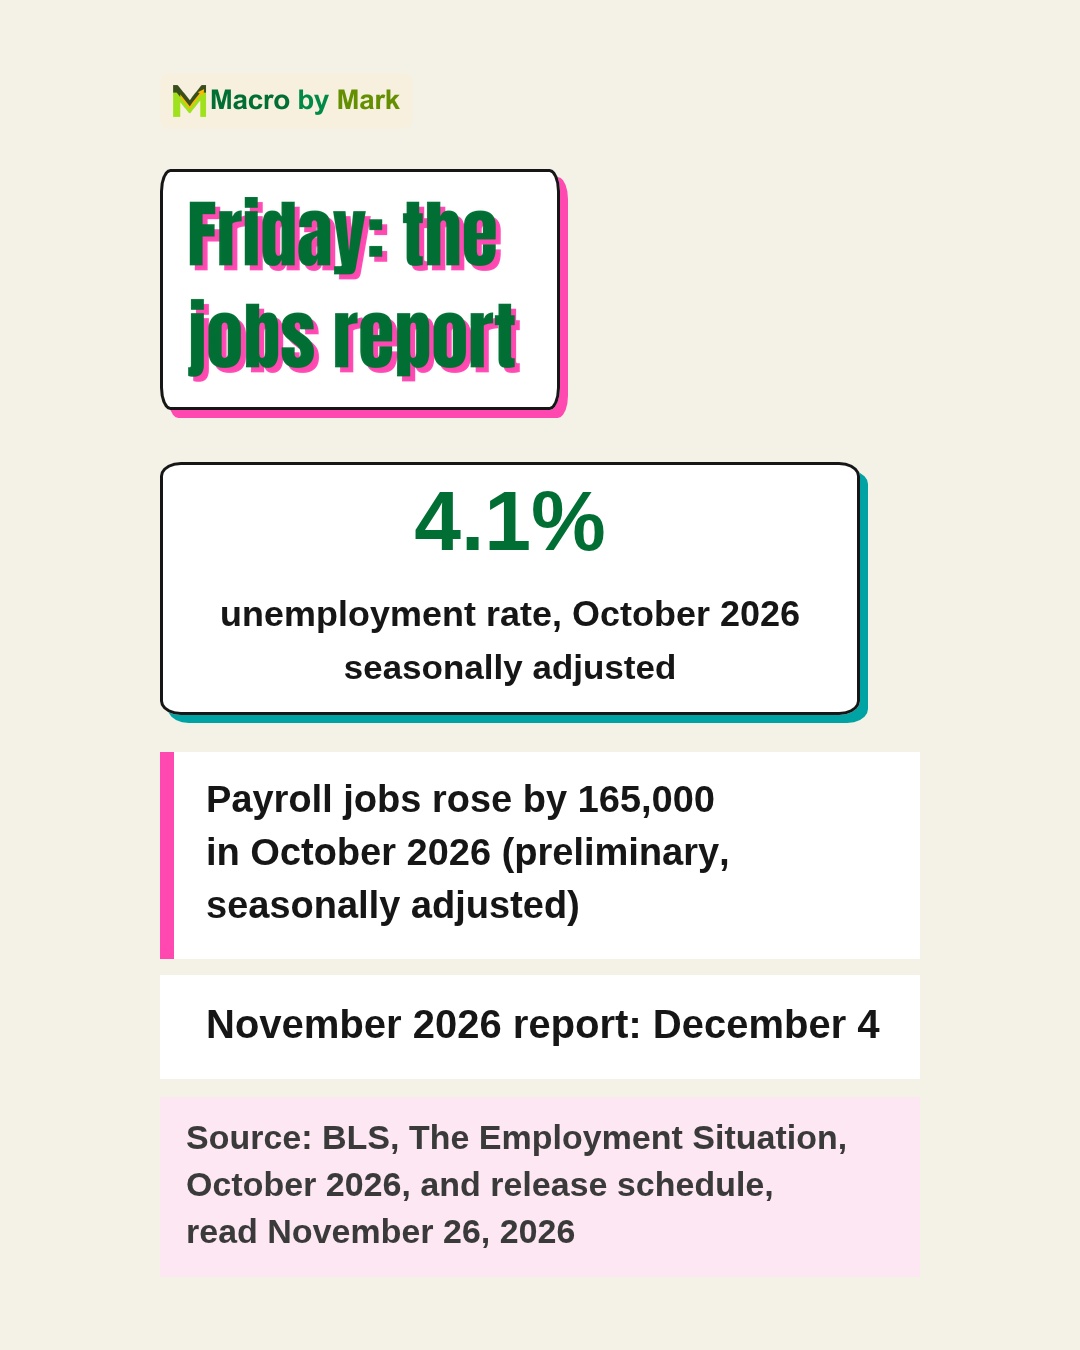 Macro by Mark
Friday: the
jobs report
4.1%
unemployment rate, October 2026
seasonally adjusted
Payroll jobs rose by 165,000
in October 2026 (preliminary,
seasonally adjusted)
November 2026 report: December 4
Source: BLS, The Employment Situation,
October 2026, and release schedule,
read November 26, 2026